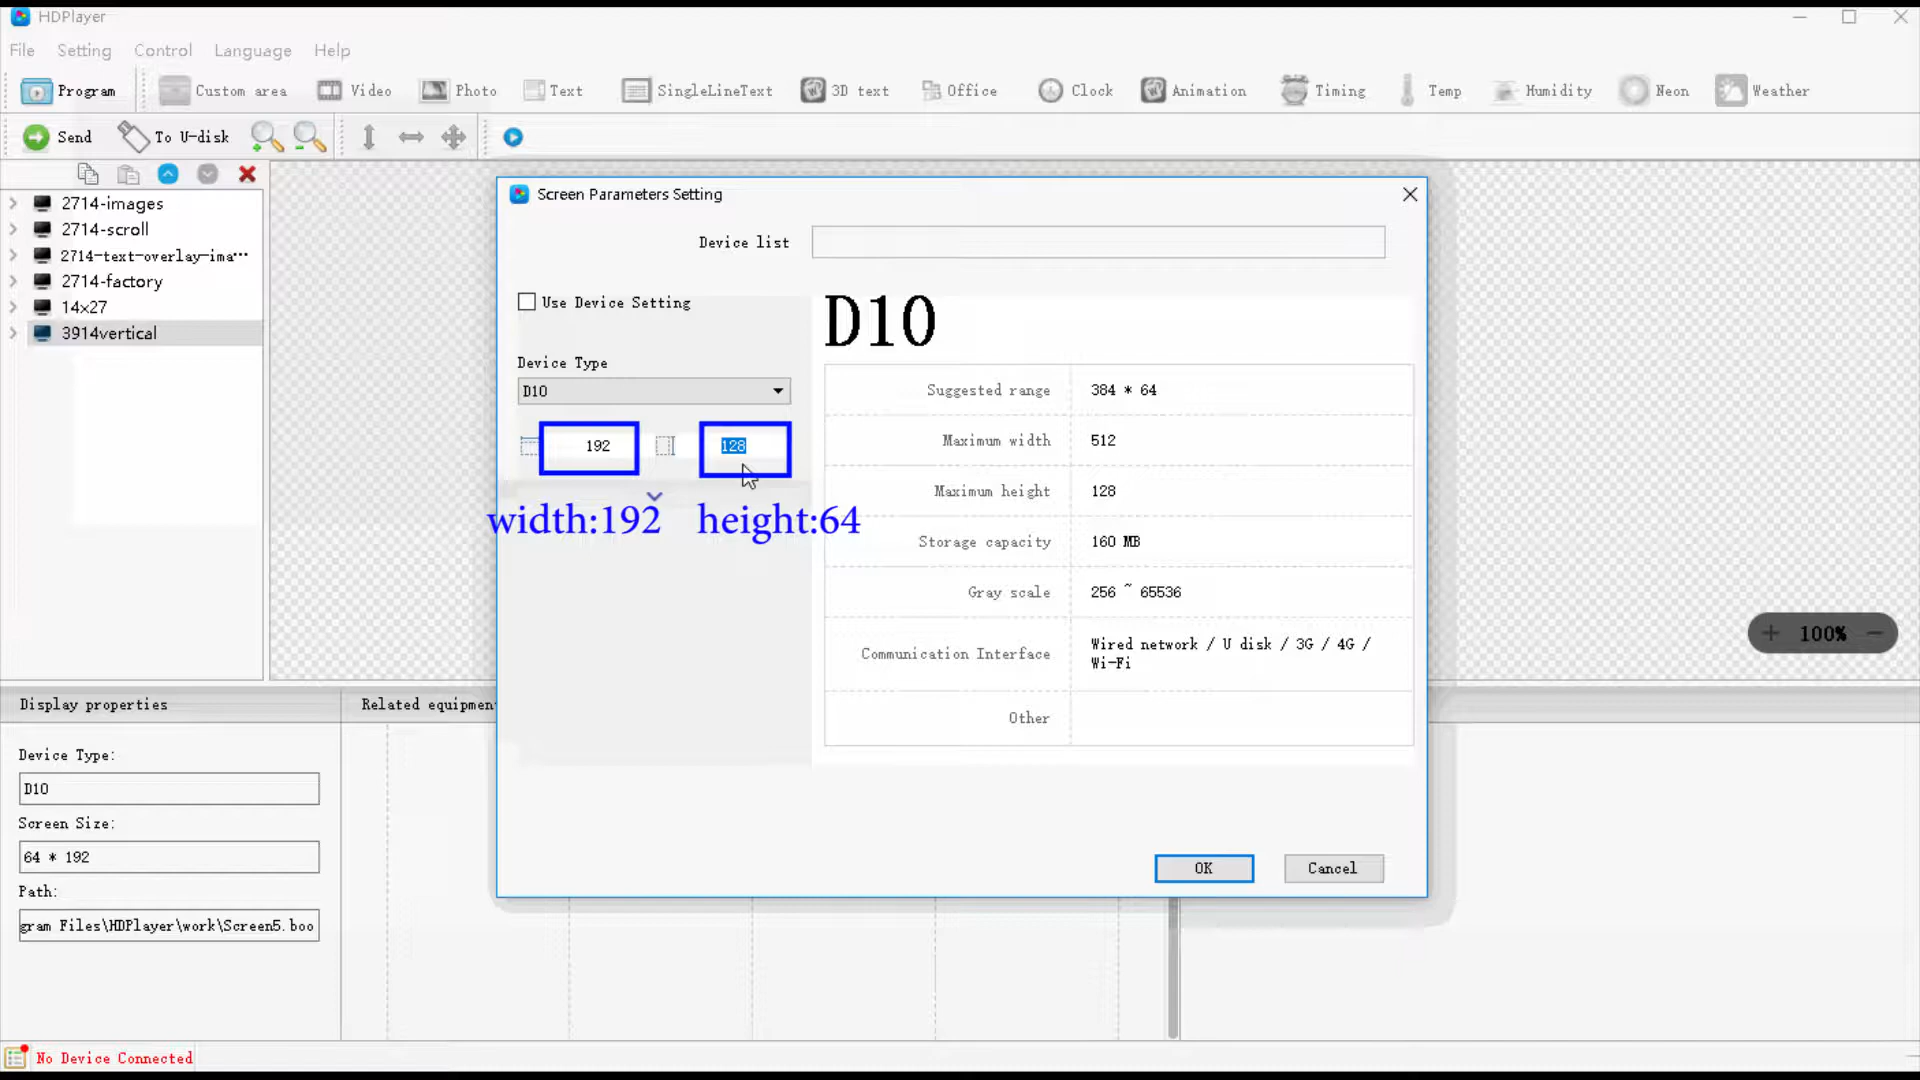 HDPlayer
File Setting Control Language Help
Program Custom area Video Photo Text SingleLineText 3D text Office Clock Animation Timing Temp Humidity Neon Weather
Send To U-disk
2714-images
2714-scroll
2714-text-overlay-ima···
2714-factory
14x27
3914vertical
Screen Parameters Setting
Device list
Use Device Setting
Device Type
D10
192 128
width:192 height:64
D10
Suggested range 384 * 64
Maximum width 512
Maximum height 128
Storage capacity 160 MB
Gray scale 256 ~ 65536
Communication Interface Wired network / U disk / 3G / 4G /
Wi-Fi
Other
OK Cancel
100%
Display properties Related equipmen
Device Type:
D10
Screen Size:
64 * 192
Path:
gram Files\HDPlayer\work\Screen5.boo
No Device Connected